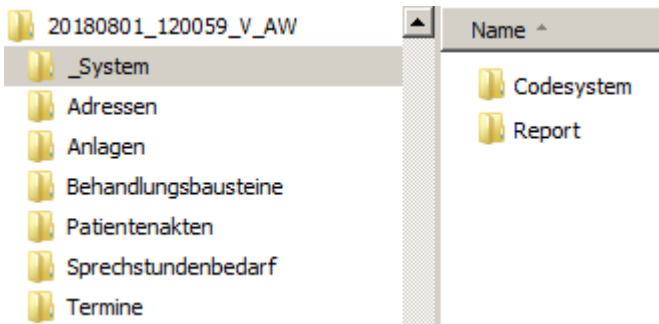 20180801_120059_V_AW
_System
Adressen
Anlagen
Behandlungsbausteine
Patientenakten
Sprechstundenbedarf
Termine
Name
Codesystem
Report